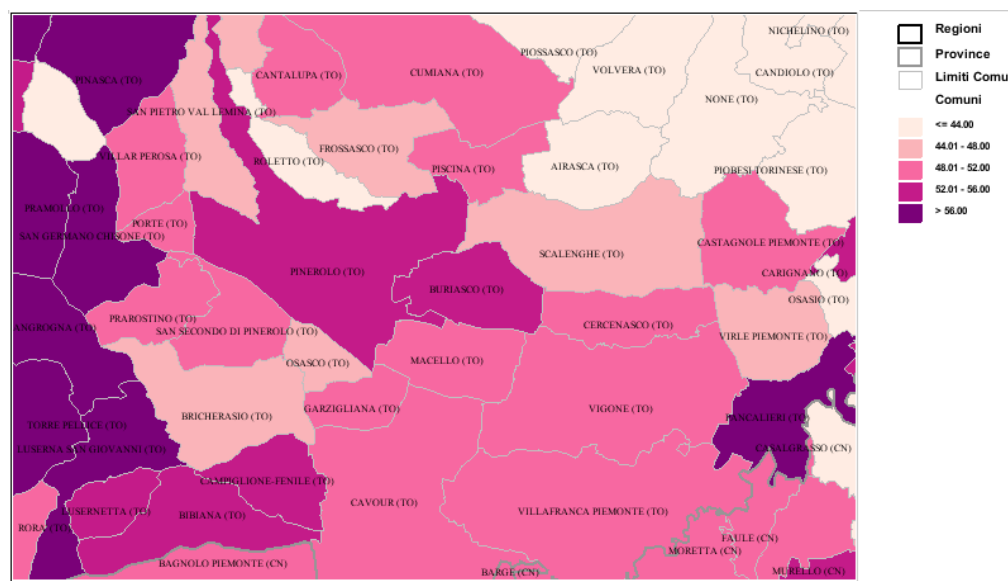 NICHELINO (TO)
PIOSSASCO (TO)
VOLVERA (TO)
CANDIOLO (TO)
PINASCA (TO)
CANTALUPA (TO)
CUMIANA (TO)
NONE (TO)
SAN PIETRO VAL LEMINA (TO)
FROSSASCO (TO)
VILLAR PEROSA (TO)
ROLETTO (TO)
PISCINA (TO)
AIRASCA (TO)
PIOBESI TORINESE (TO)
PRAMOLLO (TO)
PORTE (TO)
SAN GERMANO CHISONE (TO)
CASTAGNOLE PIEMONTE (TO)
SCALENGHE (TO)
PINEROLO (TO)
CARIGNANO (TO)
BURIASCO (TO)
OSASIO (TO)
PRAROSTINO (TO)
ANGROGNA (TO)
SAN SECONDO DI PINEROLO (TO)
CERCENASCO (TO)
VIRLE PIEMONTE (TO)
OSASCO (TO)
MACELLO (TO)
BRICHERASIO (TO)
GARZIGLIANA (TO)
VIGONE (TO)
PANCALIERI (TO)
TORRE PELLICE (TO)
LUSERNA SAN GIOVANNI (TO)
CASALGRASSO (CN)
CAMPIGLIONE-FENILE (TO)
CAVOUR (TO)
LUSERNETTA (TO)
BIBIANA (TO)
VILLAFRANCA PIEMONTE (TO)
RORA (TO)
FAULE (CN)
MORETTA (CN)
BAGNOLO PIEMONTE (CN)
BARGE (CN)
MURELLO (CN)
Regioni
Province
Limiti Comu
Comuni
<= 44.00
44.01 - 48.00
48.01 - 52.00
52.01 - 56.00
> 56.00